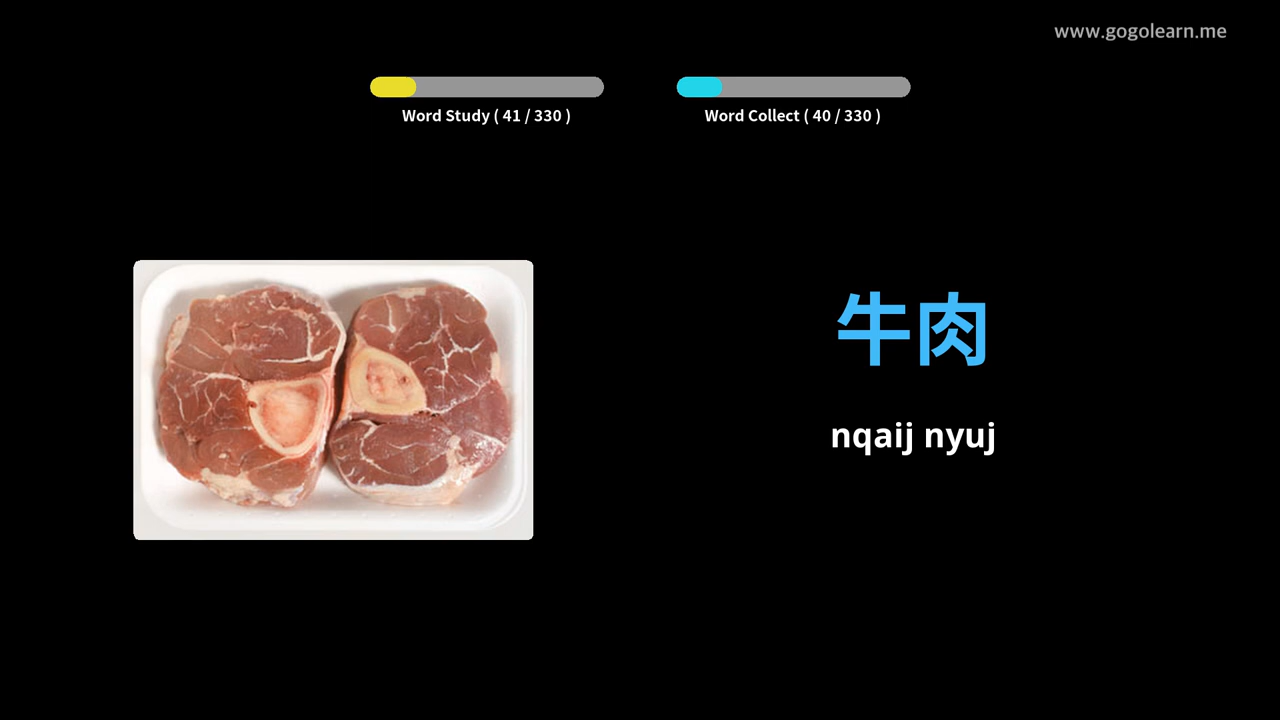 www.gogolearn.me
Word Study ( 41 / 330 )
Word Collect ( 40 / 330 )
牛肉
nqaij nyuj